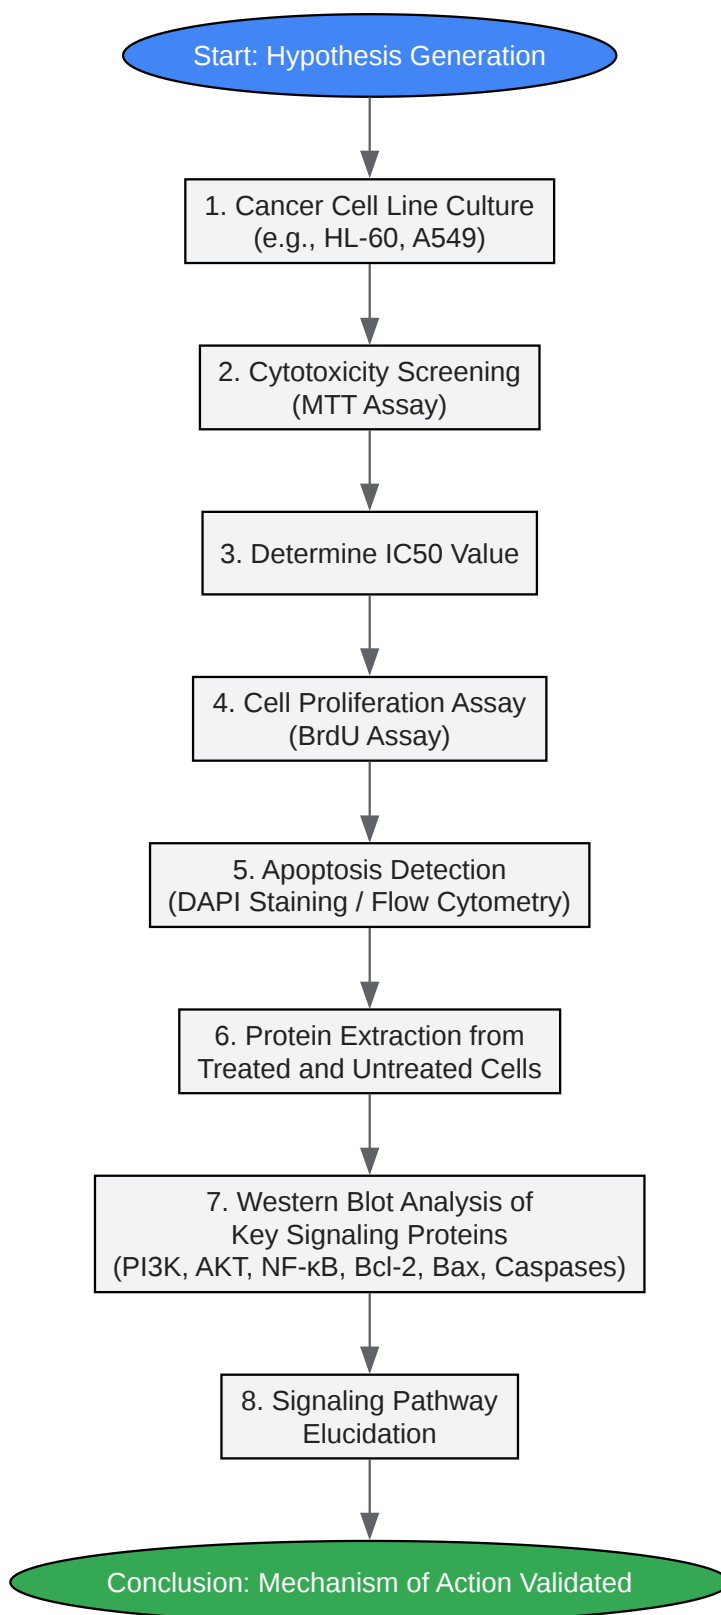 Start: Hypothesis Generation
1. Cancer Cell Line Culture
(e.g., HL-60, A549)
2. Cytotoxicity Screening
(MTT Assay)
3. Determine IC50 Value
4. Cell Proliferation Assay
(BrdU Assay)
5. Apoptosis Detection
(DAPI Staining / Flow Cytometry)
6. Protein Extraction from
Treated and Untreated Cells
7. Western Blot Analysis of
Key Signaling Proteins
(PI3K, AKT, NF-κB, Bcl-2, Bax, Caspases)
8. Signaling Pathway
Elucidation
Conclusion: Mechanism of Action Validated